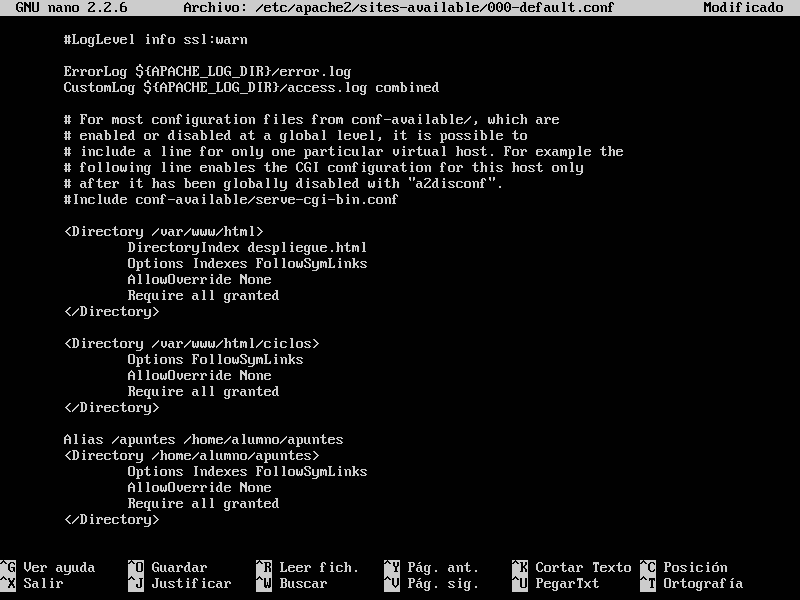 GNU nano 2.2.6 Archivo: /etc/apache2/sites-available/000-default.conf Modificado
#LogLevel info ssl:warn
ErrorLog ${APACHE_LOG_DIR}/error.log
CustomLog ${APACHE_LOG_DIR}/access.log combined
# For most configuration files from conf-available/, which are
# enabled or disabled at a global level, it is possible to
# include a line for only one particular virtual host. For example the
# following line enables the CGI configuration for this host only
# after it has been globally disabled with "a2disconf".
#Include conf-available/serve-cgi-bin.conf
<Directory /var/www/html>
DirectoryIndex despliegue.html
Options Indexes FollowSymLinks
AllowOverride None
Require all granted
</Directory>
<Directory /var/www/html/ciclos>
Options FollowSymLinks
AllowOverride None
Require all granted
</Directory>
Alias /apuntes /home/alumno/apuntes
<Directory /home/alumno/apuntes>
Options Indexes FollowSymLinks
AllowOverride None
Require all granted
</Directory>
^G Ver ayuda ^O Guardar ^R Leer fich. ^Y Pág. ant. ^K Cortar Texto ^C Posición
^X Salir ^J Justificar ^W Buscar ^V Pág. sig. ^U PegarTxt ^T Ortografía